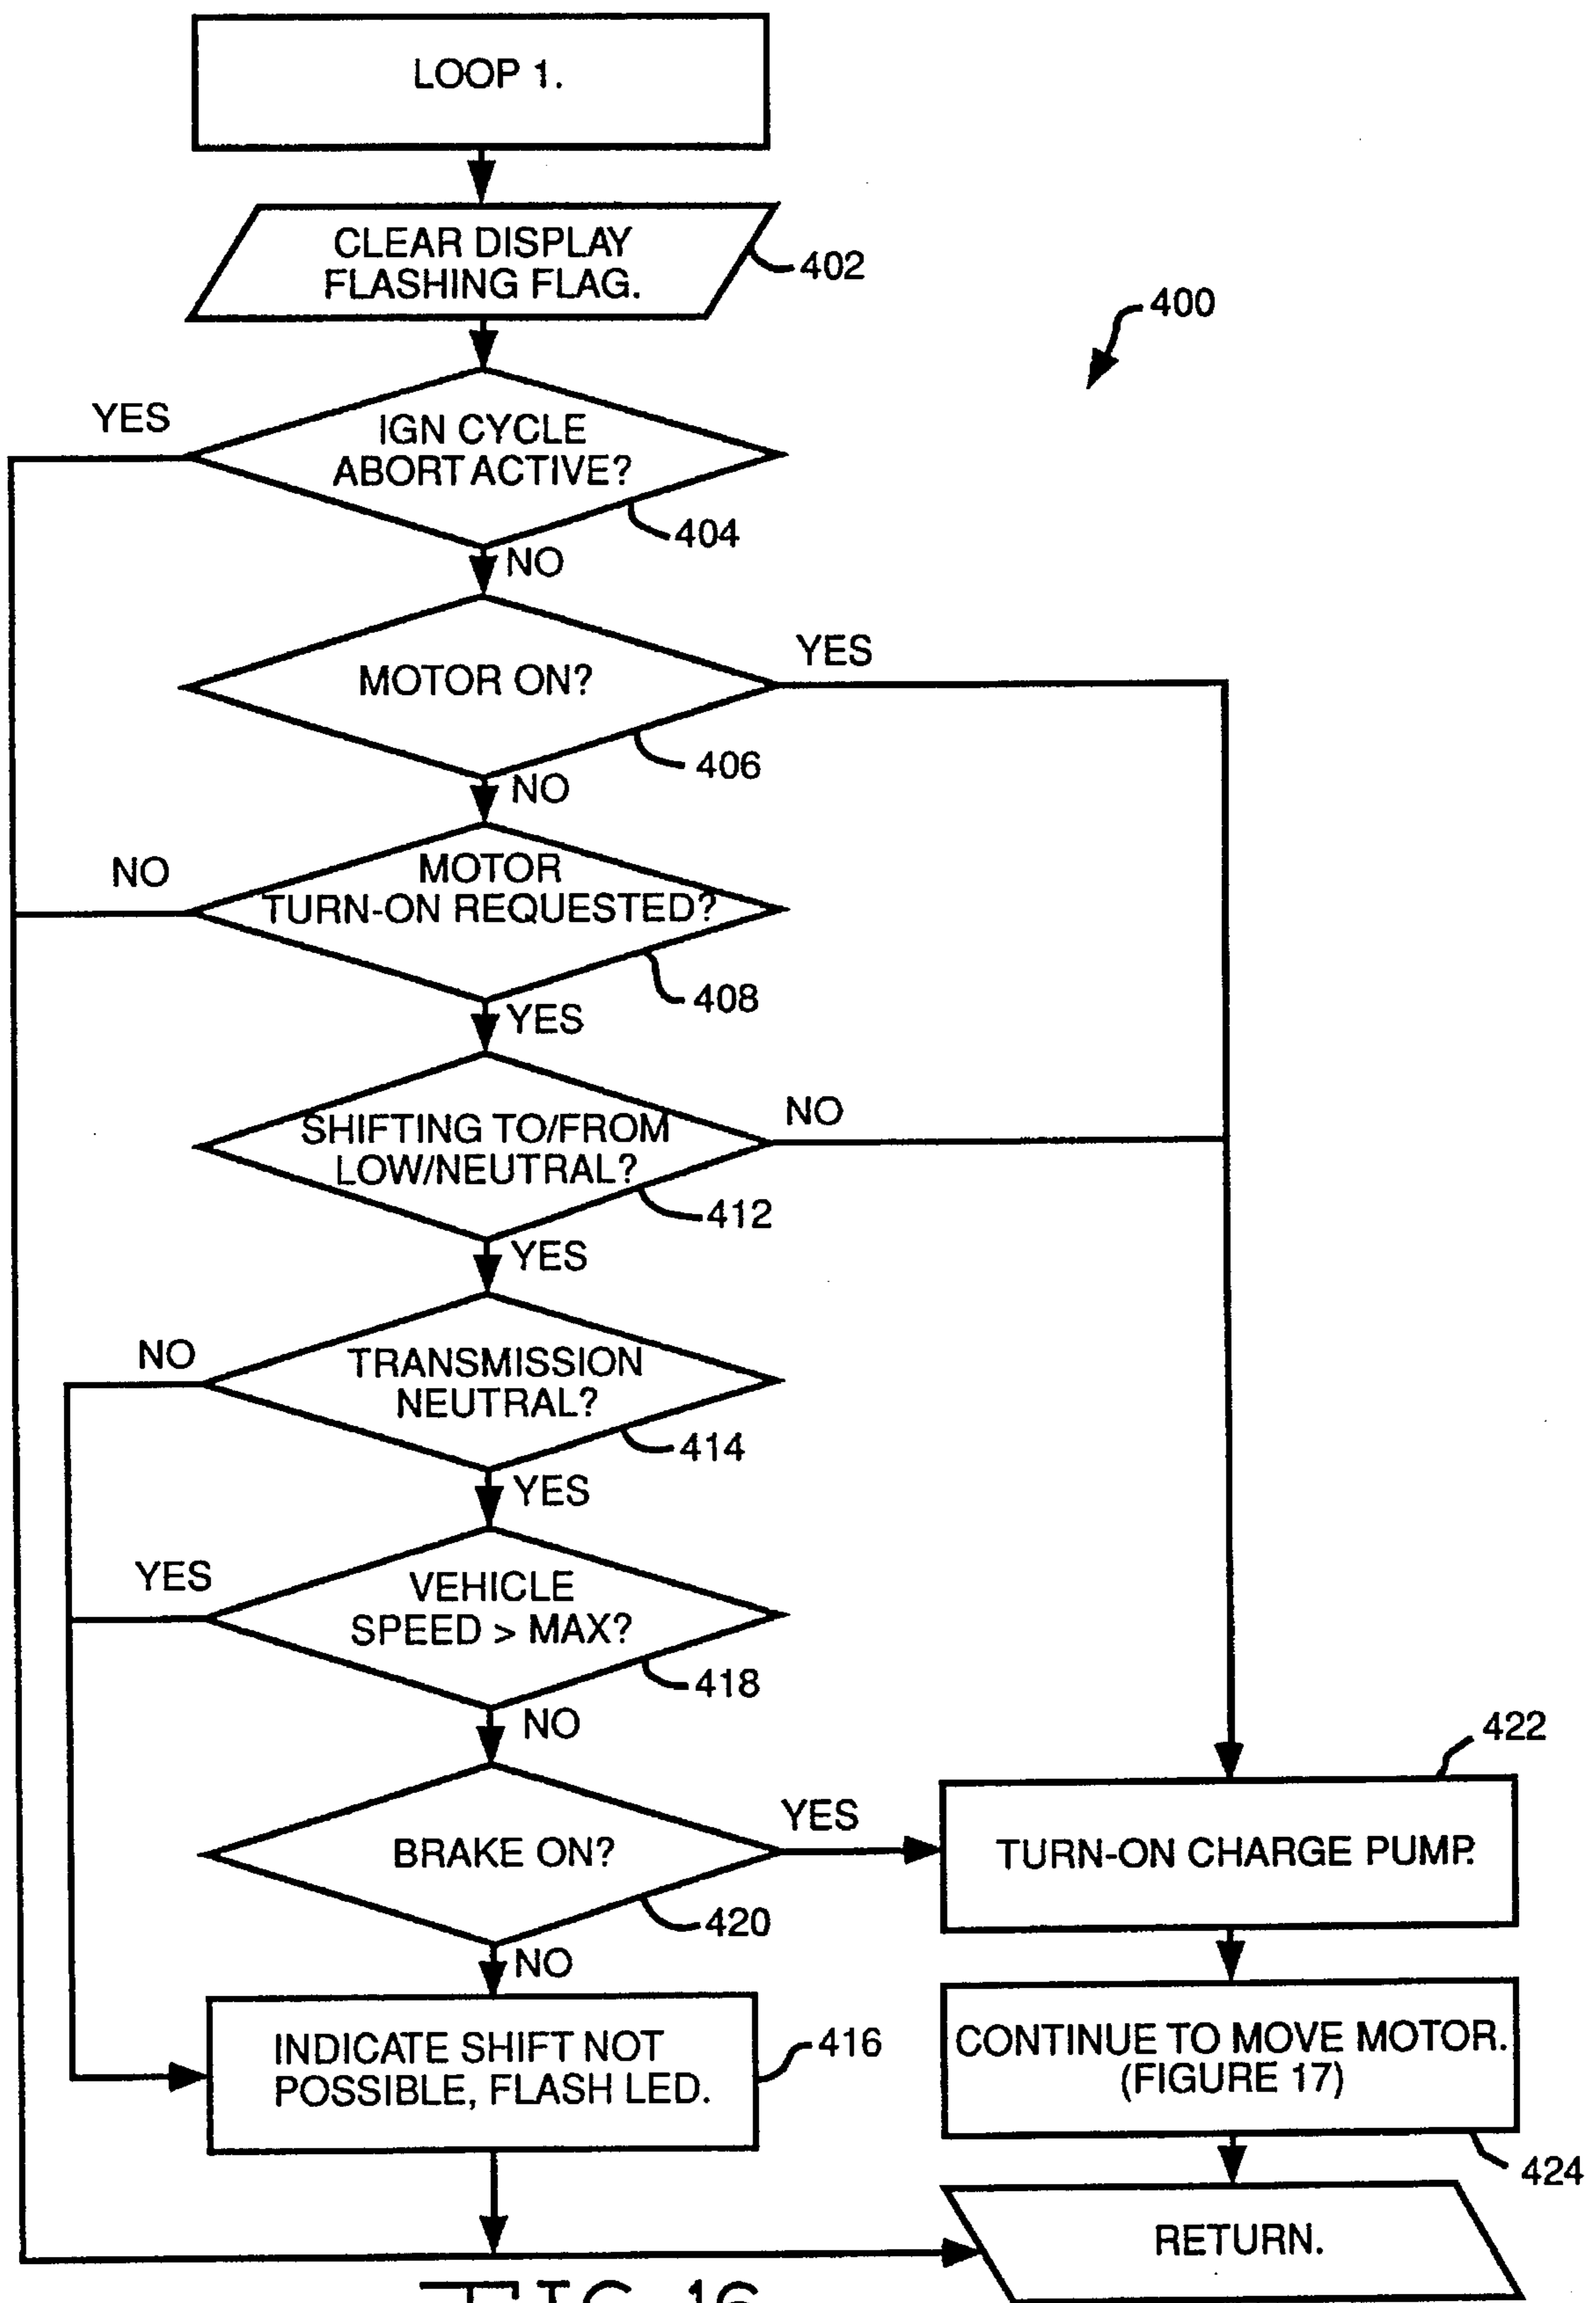 LOOP 1.
CLEAR DISPLAY
FLASHING FLAG.
402
400
YES
IGN CYCLE
ABORT ACTIVE?
404
NO
YES
MOTOR ON?
406
NO
NO
MOTOR
TURN-ON REQUESTED?
408
YES
SHIFTING TO/FROM
LOW/NEUTRAL?
NO
412
YES
NO
TRANSMISSION
NEUTRAL?
414
YES
YES
VEHICLE
SPEED > MAX?
418
NO
422
BRAKE ON?
YES
TURN-ON CHARGE PUMP.
420
NO
INDICATE SHIFT NOT
POSSIBLE, FLASH LED.
416
CONTINUE TO MOVE MOTOR.
(FIGURE 17)
424
RETURN.
FIG. 16